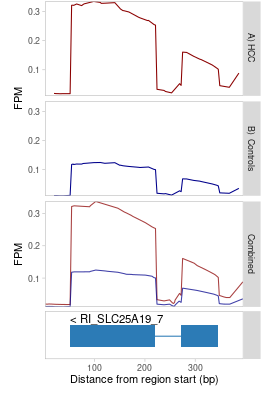 0.3
0.2
0.1
A) HCC
0.3
0.2
0.1
B) Controls
0.3
0.2
0.1
Combined
FPM
FPM
< RI_SLC25A19_7
100
200
300
Distance from region start (bp)